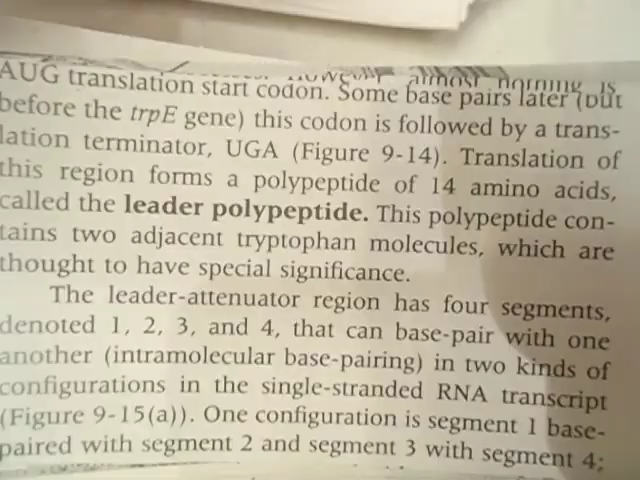 However, almost nothing is
AUG translation start codon. Some base pairs later (but
before the trpE gene) this codon is followed by a trans-
lation terminator, UGA (Figure 9-14). Translation of
this region forms a polypeptide of 14 amino acids,
called the leader polypeptide. This polypeptide con-
tains two adjacent tryptophan molecules, which are
thought to have special significance.
The leader-attenuator region has four segments,
denoted 1, 2, 3, and 4, that can base-pair with one
another (intramolecular base-pairing) in two kinds of
configurations in the single-stranded RNA transcript
(Figure 9-15(a)). One configuration is segment 1 base-
paired with segment 2 and segment 3 with segment 4;